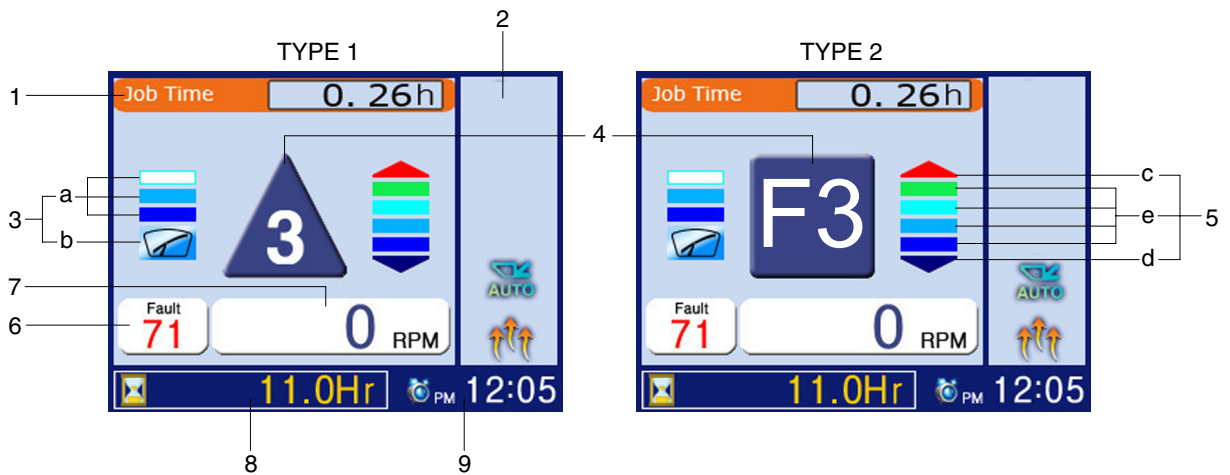 2
TYPE 1
TYPE 2
1
Job Time 0. 26h
Job Time 0. 26h
4
3
a
b
3
F3
c
e
d
5
7
6
Fault
71
0 RPM
AUTO
Fault
71
0 RPM
AUTO
11.0Hr PM 12:05
11.0Hr PM 12:05
8
9